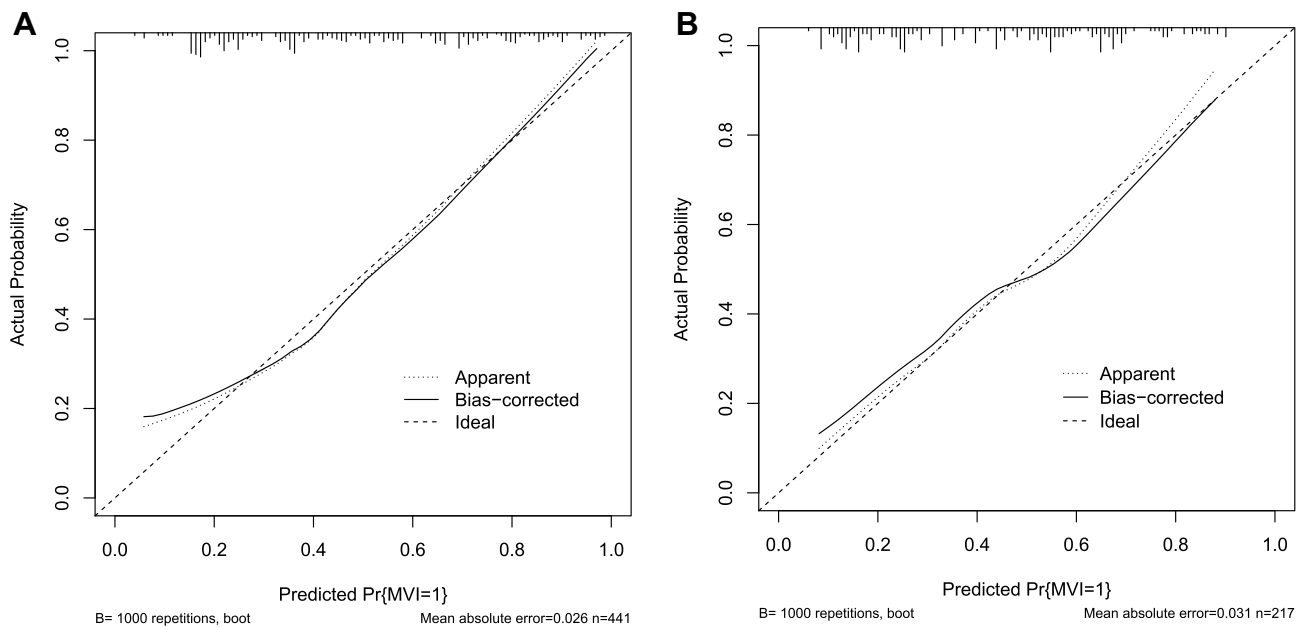 A
Actual Probability
1.0
0.8
0.6
0.4
0.2
0.0
Apparent
Bias−corrected
Ideal
0.0 0.2 0.4 0.6 0.8 1.0
Predicted Pr{MVI=1}
B= 1000 repetitions, boot Mean absolute error=0.026 n=441
B
Actual Probability
1.0
0.8
0.6
0.4
0.2
0.0
Apparent
Bias−corrected
Ideal
0.0 0.2 0.4 0.6 0.8 1.0
Predicted Pr{MVI=1}
B= 1000 repetitions, boot Mean absolute error=0.031 n=217